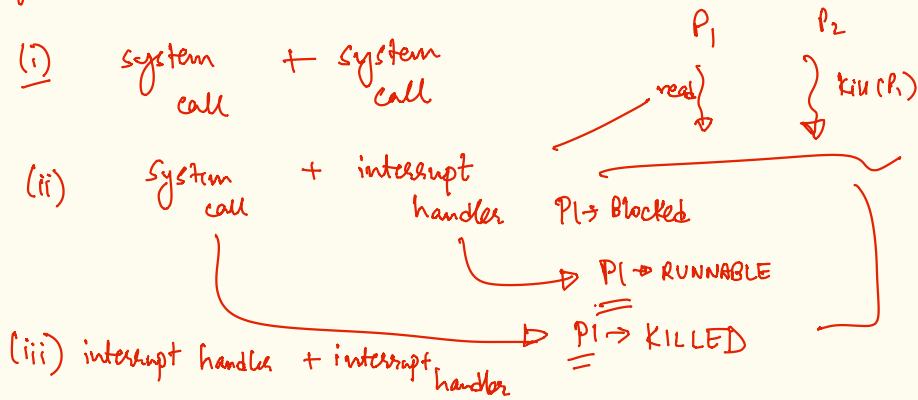 P1 P2
(i) system call + system call
read kill (P1)
(ii) system call + interrupt handler
P1 → Blocked
P1 → RUNNABLE
P1 → KILLED
(iii) interrupt handler + interrupt handler